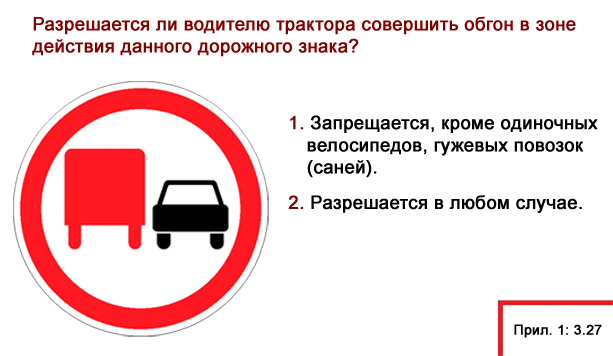 Разрешается ли водителю трактора совершить обгон в зоне
действия данного дорожного знака?
1. Запрещается, кроме одиночных
велосипедов, гужевых повозок
(саней).
2. Разрешается в любом случае.
Прил. 1: 3.27